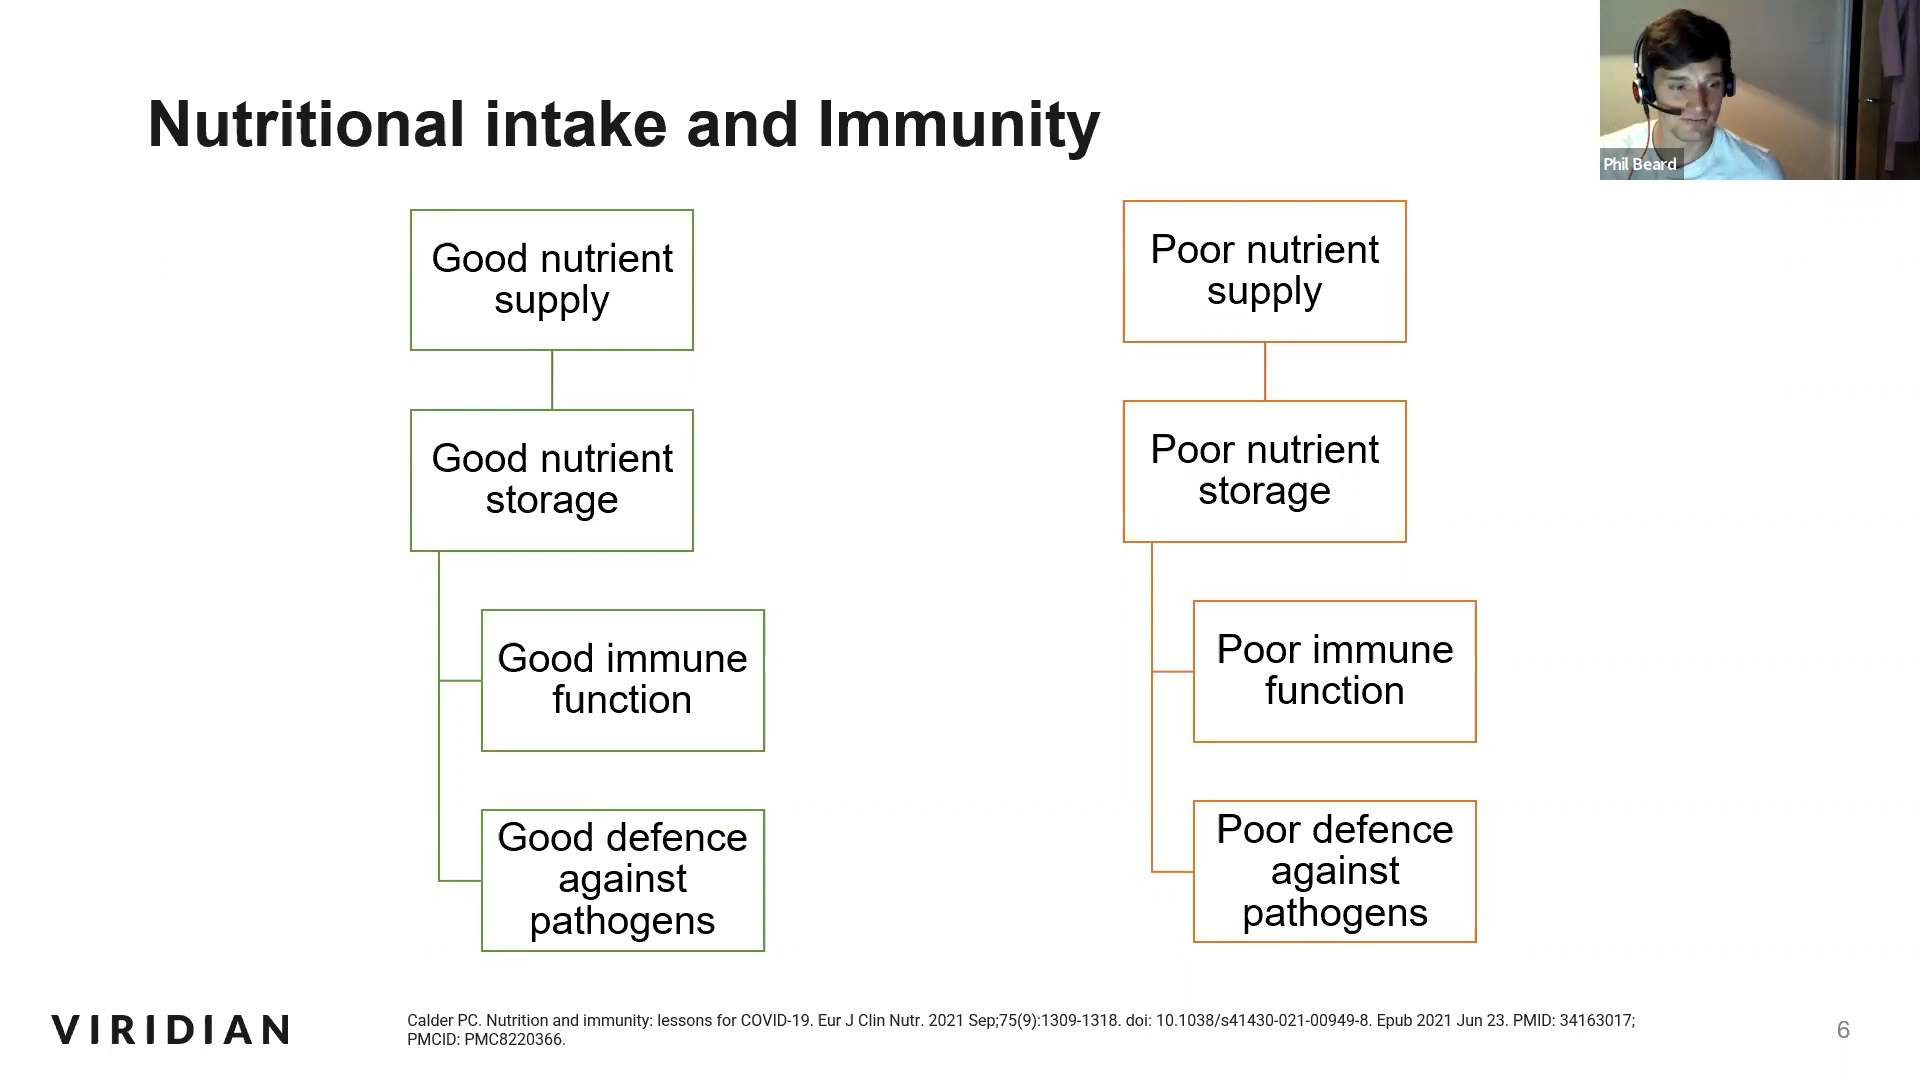 Nutritional intake and Immunity
Phil Beard
Good nutrient
supply
Good nutrient
storage
Good immune
function
Good defence
against
pathogens
Poor nutrient
supply
Poor nutrient
storage
Poor immune
function
Poor defence
against
pathogens
VIRIDIAN
Calder PC. Nutrition and immunity: lessons for COVID-19. Eur J Clin Nutr. 2021 Sep;75(9):1309-1318. doi: 10.1038/s41430-021-00949-8. Epub 2021 Jun 23. PMID: 34163017;
PMCID: PMC8220366.
6